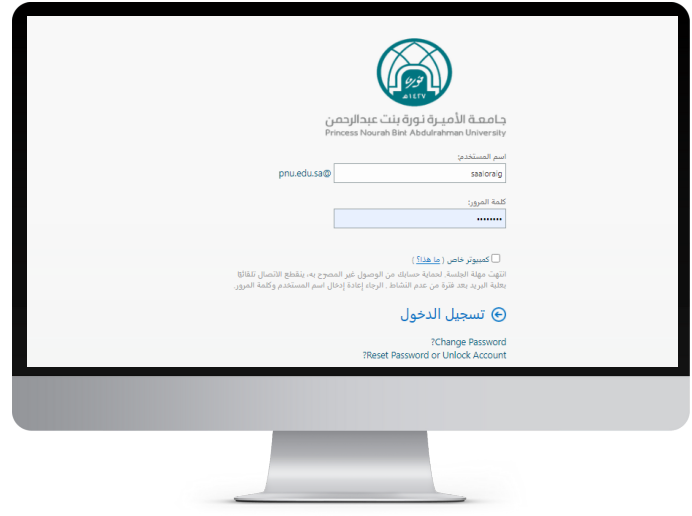 نورة
١٤٢٧هـ
جامعة الأميرة نورة بنت عبدالرحمن
Princess Nourah Bint Abdulrahman University
اسم المستخدم:
saaloraig
@pnu.edu.sa
كلمة المرور:
••••••••
كمبيوتر خاص ( ما هذا؟ )
انتهت مهلة الجلسة. لحماية حسابك من الوصول غير المصرح به، ينقطع الاتصال تلقائيًا
بعلبة البريد بعد فترة من عدم النشاط . الرجاء إعادة إدخال اسم المستخدم وكلمة المرور.
تسجيل الدخول
?Change Password
?Reset Password or Unlock Account